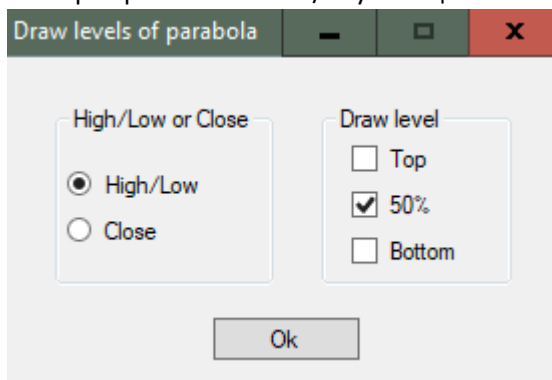 Draw levels of parabola
High/Low or Close
High/Low
Close
Draw level
Top
50%
Bottom
Ok